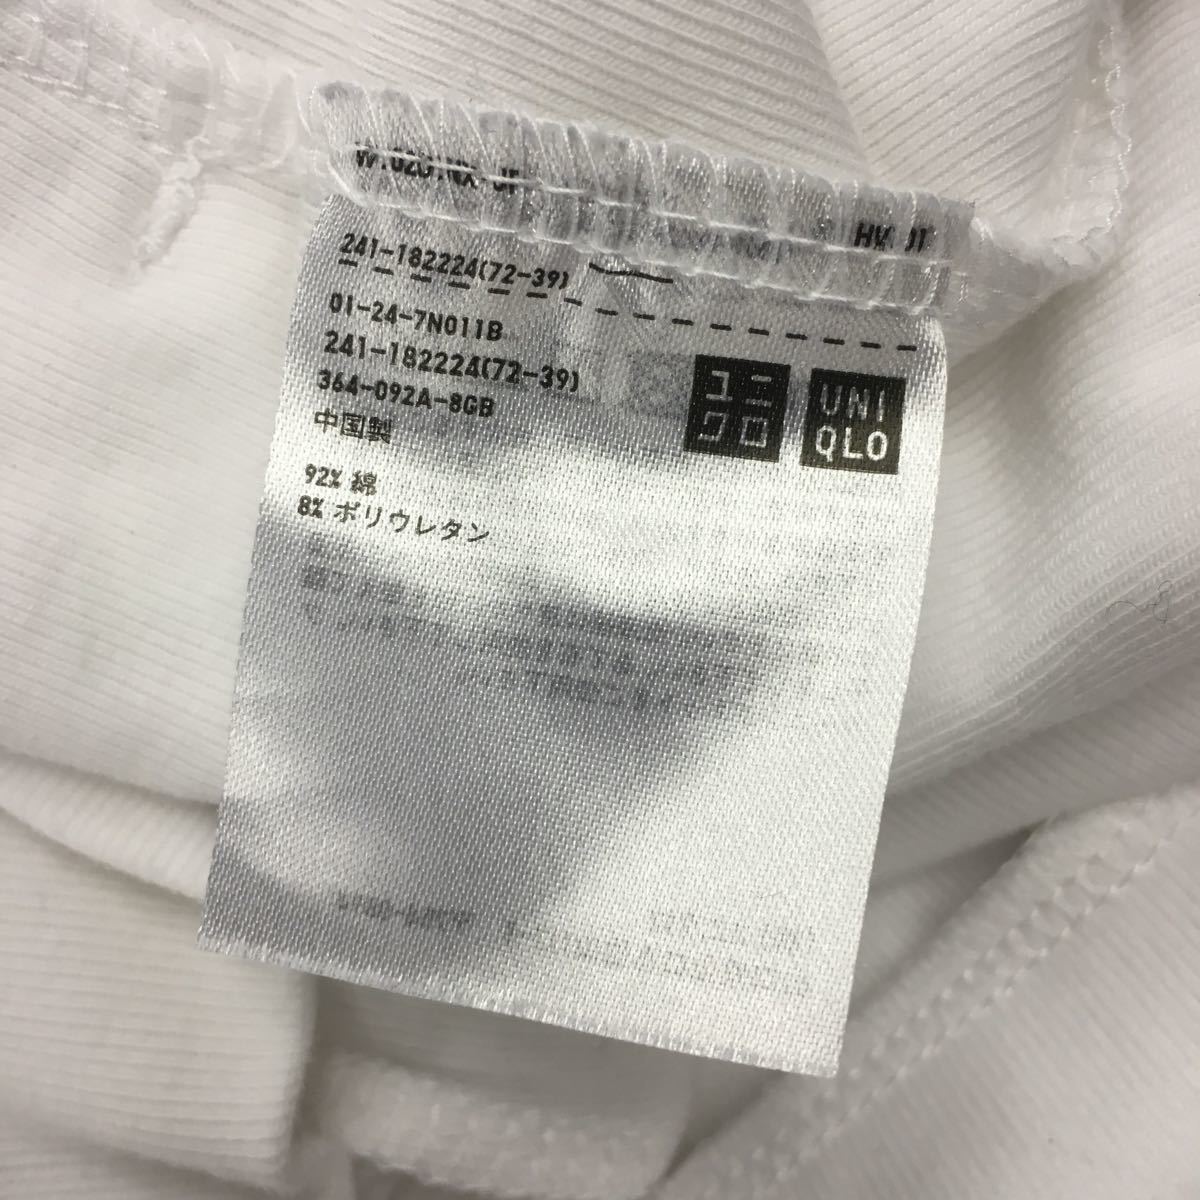 241-182224(72-39)
01-24-7N011B
241-182224(72-39)
364-092A-8GB
中国製
92% 綿
8% ポリウレタン
ユニ
クロ
UNI
QLO